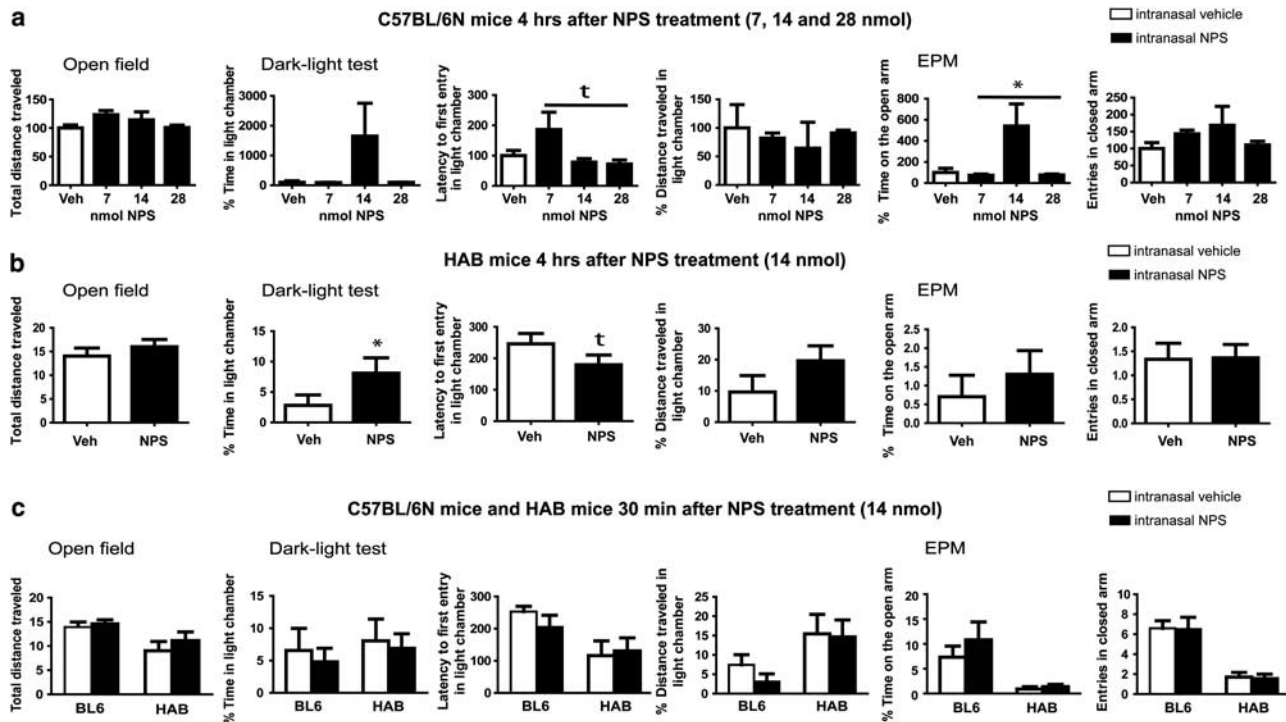 a
C57BL/6N mice 4 hrs after NPS treatment (7, 14 and 28 nmol)
intranasal vehicle
intranasal NPS
Open field
Dark-light test
EPM
Total distance traveled
150
100
50
0
Veh 7 14 28
nmol NPS
% Time in light chamber
3000
2000
1000
0
Veh 7 14 28
nmol NPS
Latency to first entry
in light chamber
300
200
100
0
t
Veh 7 14 28
nmol NPS
% Distance traveled in
light chamber
150
100
50
0
Veh 7 14 28
nmol NPS
% Time on the open arm
800
600
400
200
0
*
Veh 7 14 28
nmol NPS
Entries in closed arm
250
200
150
100
50
0
Veh 7 14 28
nmol NPS
b
HAB mice 4 hrs after NPS treatment (14 nmol)
intranasal vehicle
intranasal NPS
Open field
Dark-light test
EPM
Total distance traveled
20
15
10
5
0
Veh NPS
% Time in light chamber
15
10
5
0
*
Veh NPS
Latency to first entry
in light chamber
300
200
100
0
t
Veh NPS
% Distance traveled in
light chamber
30
20
10
0
Veh NPS
% Time on the open arm
2.5
2.0
1.5
1.0
0.5
0.0
Veh NPS
Entries in closed arm
2.0
1.5
1.0
0.5
0.0
Veh NPS
c
C57BL/6N mice and HAB mice 30 min after NPS treatment (14 nmol)
intranasal vehicle
intranasal NPS
Open field
Dark-light test
EPM
Total distance traveled
20
15
10
5
0
BL6 HAB
% Time in light chamber
15
10
5
0
BL6 HAB
Latency to first entry
in light chamber
300
200
100
0
BL6 HAB
% Distance traveled in
light chamber
25
20
15
10
5
0
BL6 HAB
% Time on the open arm
20
15
10
5
0
BL6 HAB
Entries in closed arm
10
8
6
4
2
0
BL6 HAB